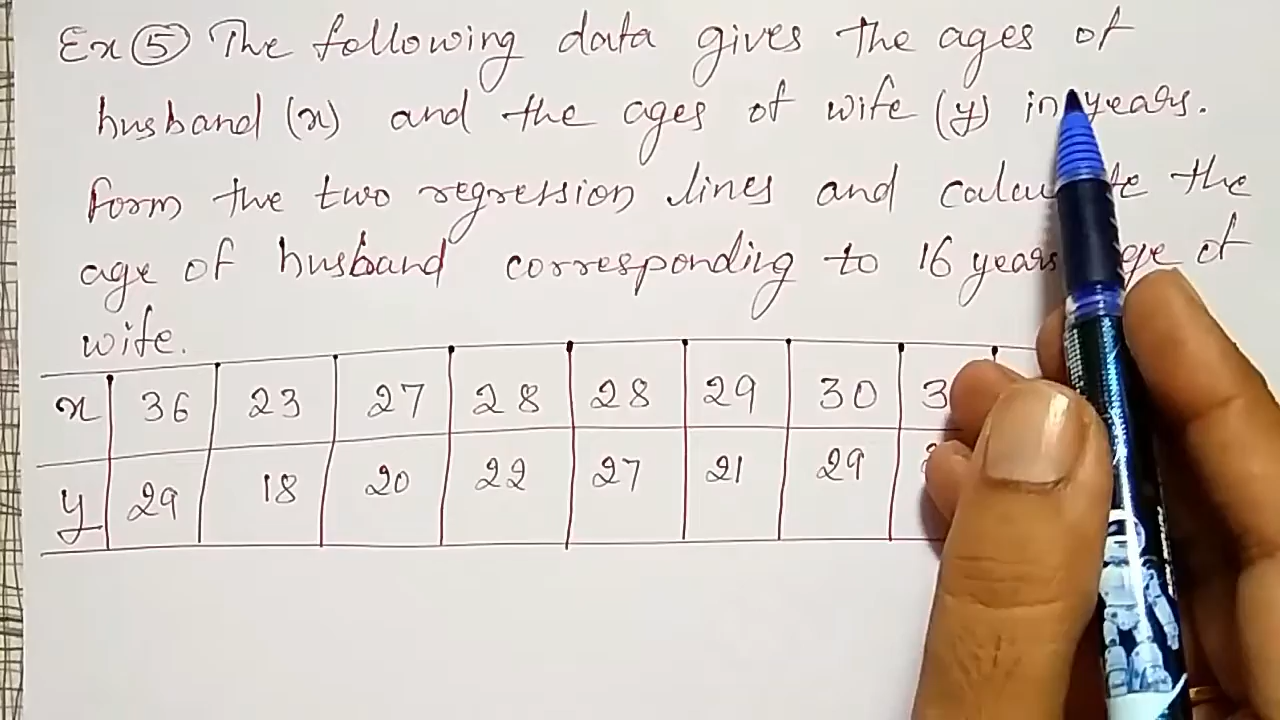 Ex ⑤ The following data gives the ages of
husband (x) and the ages of wife (y) in years.
Form the two regression lines and the
age of husband corresponding to 16 years of
wife.
x 36 23 27 28 28 29 30
y 29 18 20 22 27 21 29